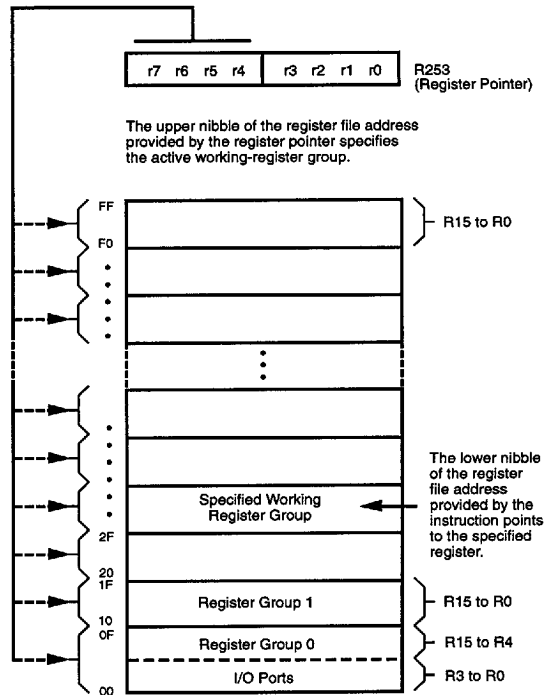 r7 r6 r5 r4 r3 r2 r1 r0
R253
(Register Pointer)
The upper nibble of the register file address
provided by the register pointer specifies
the active working-register group.
FF
R15 to R0
F0
The lower nibble
of the register
file address
provided by the
instruction points
to the specified
register.
Specified Working
Register Group
2F
20
1F
Register Group 1
R15 to R0
10
0F
Register Group 0
R15 to R4
I/O Ports
R3 to R0
00